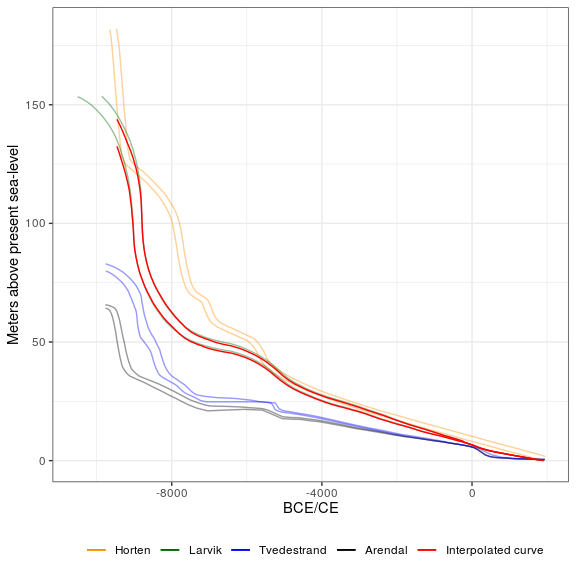 Meters above present sea-level
150
100
50
0
-8000 -4000 0
BCE/CE
Horten Larvik Tvedestrand Arendal Interpolated curve